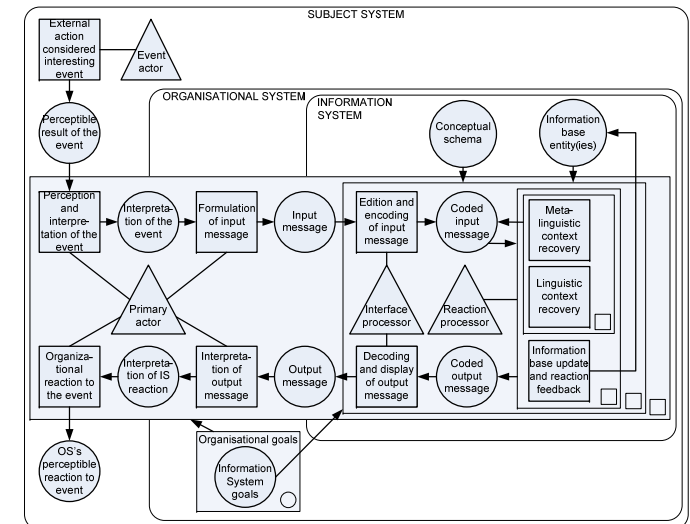 SUBJECT SYSTEM
External
action
considered
interesting
event
Event
actor
ORGANISATIONAL SYSTEM
INFORMATION
SYSTEM
Perceptible
result of the
event
Conceptual
schema
Information
base
entity(ies)
Perception
and
interpre-
tation of the
event
Interpreta-
tion of the
event
Formulation
of input
message
Input
message
Edition and
encoding
of input
message
Coded
input
message
Meta-
linguistic
context
recovery
Linguistic
context
recovery
Primary
actor
Interface
processor
Reaction
processor
Organiza-
tional
reaction to
the event
Interpreta-
tion of IS
reaction
Interpreta-
tion of
output
message
Output
message
Decoding
and display
of output
message
Coded
output
message
Information
base update
and reaction
feedback
OS's
perceptible
reaction to
event
Organisational goals
Information
System
goals